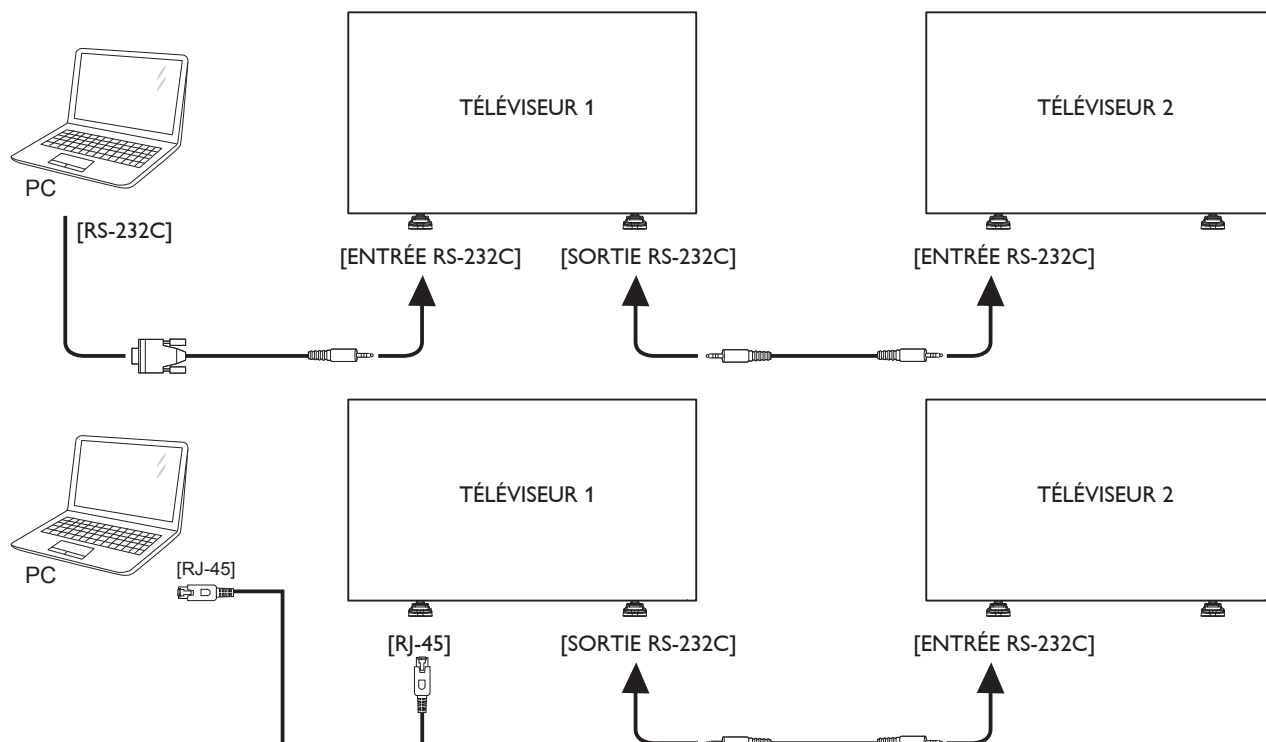 TÉLÉVISEUR 1
TÉLÉVISEUR 2
PC
[RS-232C]
[ENTRÉE RS-232C]
[SORTIE RS-232C]
[ENTRÉE RS-232C]
TÉLÉVISEUR 1
TÉLÉVISEUR 2
PC
[RJ-45]
[RJ-45]
[SORTIE RS-232C]
[ENTRÉE RS-232C]